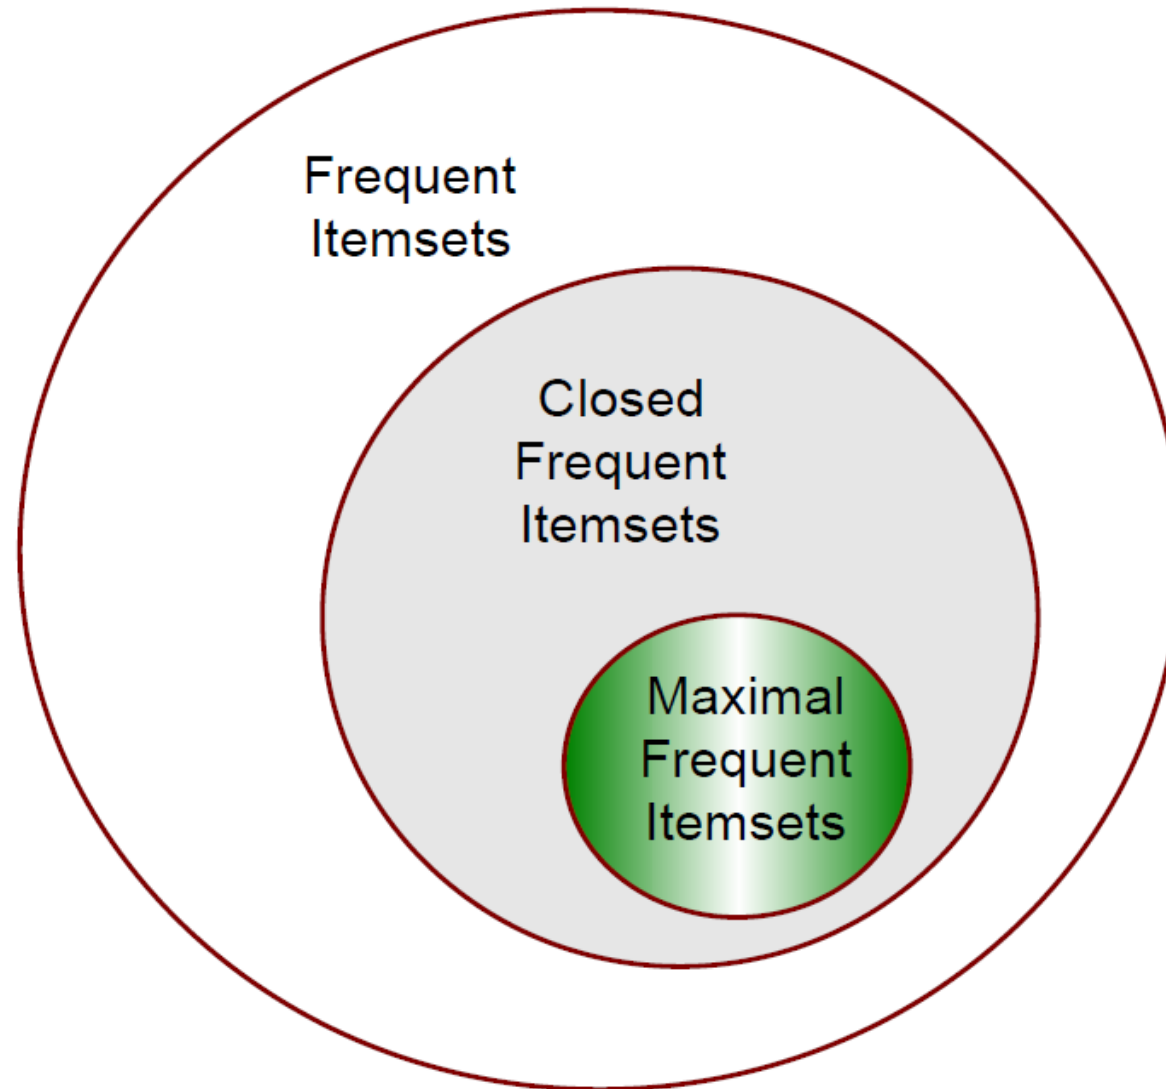 Frequent
Itemsets
Closed
Frequent
Itemsets
Maximal
Frequent
Itemsets